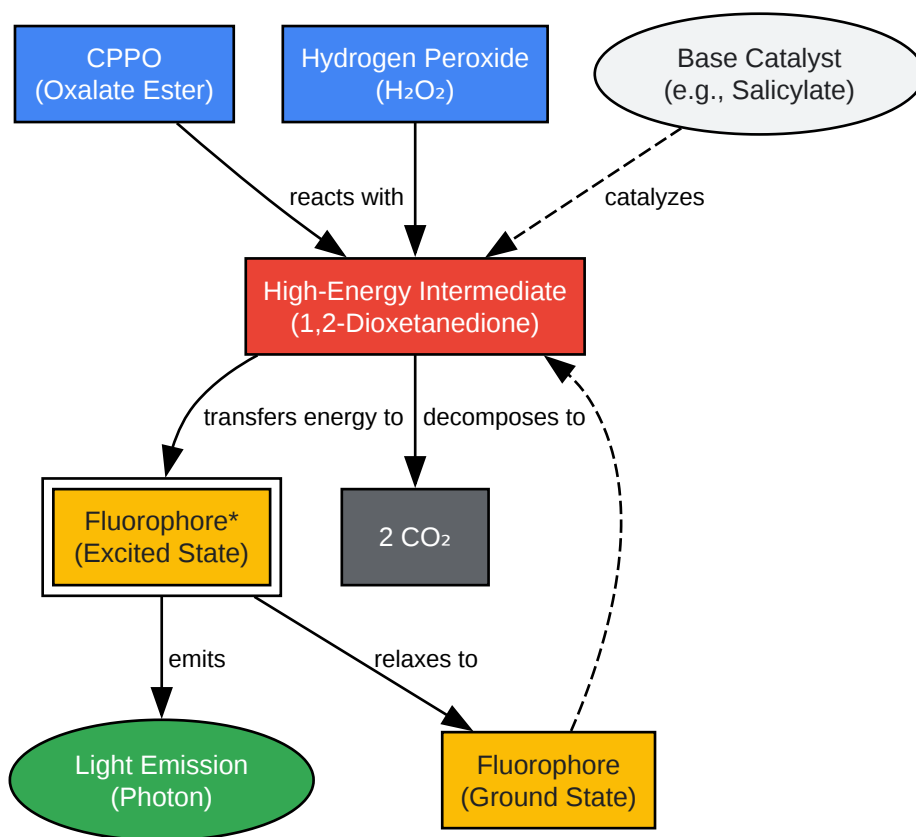 CPPO
(Oxalate Ester)
Hydrogen Peroxide
(H₂O₂)
Base Catalyst
(e.g., Salicylate)
reacts with
catalyzes
High-Energy Intermediate
(1,2-Dioxetanedione)
transfers energy to
decomposes to
Fluorophore*
(Excited State)
2 CO₂
emits
relaxes to
Light Emission
(Photon)
Fluorophore
(Ground State)